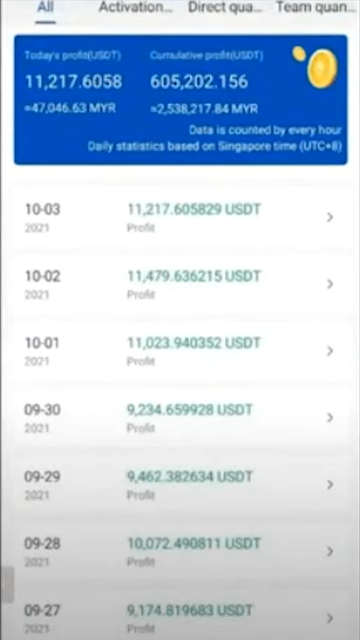 All Activation... Direct qua... Team quan...
Today's profit(USDT) Cumulative profit(USDT)
11,217.6058 605,202.156
≈47,046.63 MYR ≈2,538,217.84 MYR
Data is counted by every hour
Daily statistics based on Singapore time (UTC+8)
10-03 11,217.605829 USDT
2021 Profit
10-02 11,479.636215 USDT
2021 Profit
10-01 11,023.940352 USDT
2021 Profit
09-30 9,234.659928 USDT
2021 Profit
09-29 9,462.382634 USDT
2021 Profit
09-28 10,072.490811 USDT
2021 Profit
09-27 9,174.819683 USDT
2021 Profit